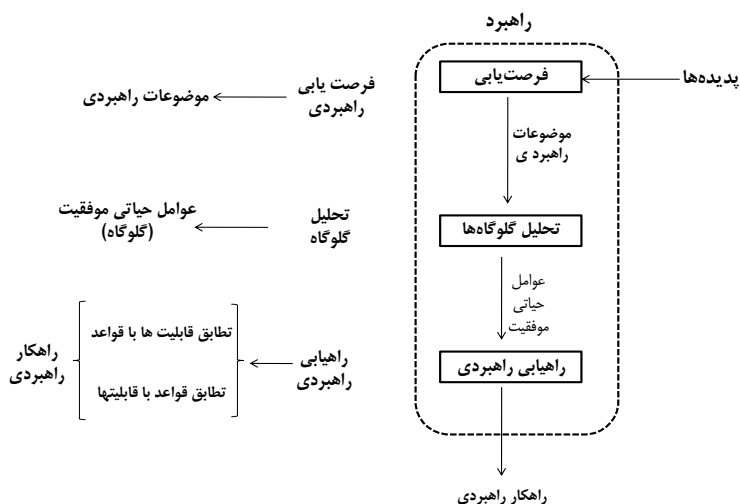 راهبرد
پدیده‌ها
فرصت‌یابی
موضوعات
راهبرد ی
تحلیل گلوگاه‌ها
عوامل
حیاتی
موفقیت
راهیابی راهبردی
راهکار راهبردی
فرصت یابی
راهبردی
موضوعات راهبردی
تحلیل
گلوگاه
عوامل حیاتی موفقیت
(گلوگاه)
راهیابی
راهبردی
تطابق قابلیت ها با قواعد
تطابق قواعد با قابلیتها
راهکار
راهبردی